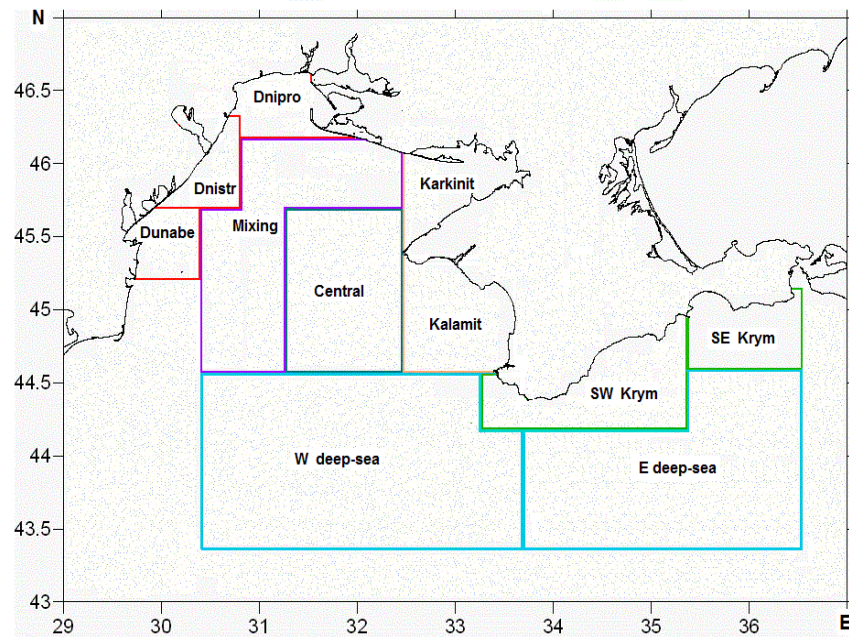 N
46.5
46
45.5
45
44.5
44
43.5
43
29
30
31
32
33
34
35
36
E
Dnipro
Dnistr
Karkinit
Dunabe
Mixing
Central
Kalamit
SE Krym
SW Krym
W deep-sea
E deep-sea